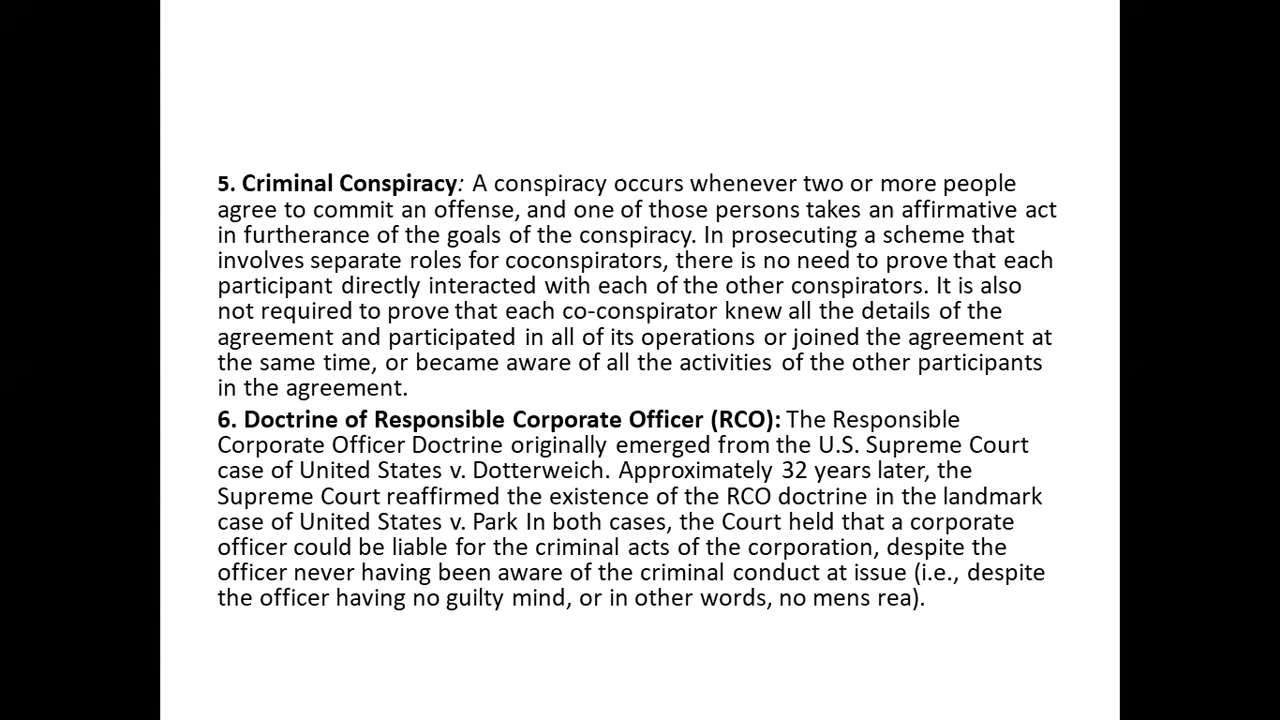 5. Criminal Conspiracy: A conspiracy occurs whenever two or more people
agree to commit an offense, and one of those persons takes an affirmative act
in furtherance of the goals of the conspiracy. In prosecuting a scheme that
involves separate roles for coconspirators, there is no need to prove that each
participant directly interacted with each of the other conspirators. It is also
not required to prove that each co-conspirator knew all the details of the
agreement and participated in all of its operations or joined the agreement at
the same time, or became aware of all the activities of the other participants
in the agreement.
6. Doctrine of Responsible Corporate Officer (RCO): The Responsible
Corporate Officer Doctrine originally emerged from the U.S. Supreme Court
case of United States v. Dotterweich. Approximately 32 years later, the
Supreme Court reaffirmed the existence of the RCO doctrine in the landmark
case of United States v. Park In both cases, the Court held that a corporate
officer could be liable for the criminal acts of the corporation, despite the
officer never having been aware of the criminal conduct at issue (i.e., despite
the officer having no guilty mind, or in other words, no mens rea).